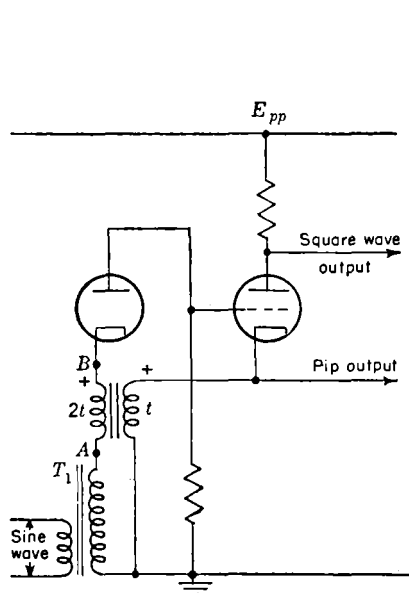 E_pp
Square wave
output
B
+
+
Pip output
2t
t
A
T_1
Sine
wave